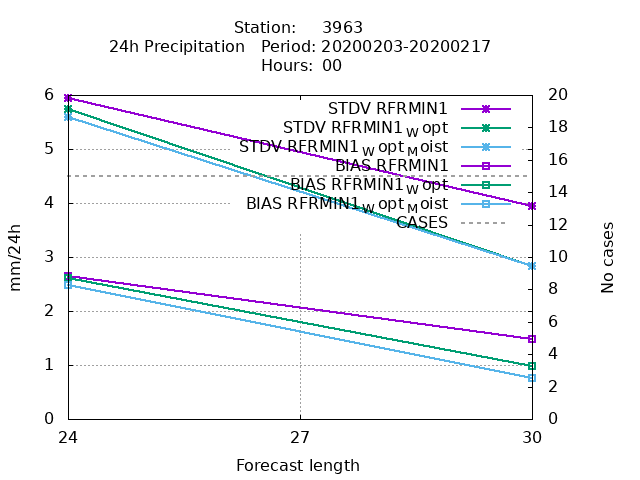 Station: 3963
24h Precipitation Period: 20200203-20200217
Hours: 00
6
5
4
3
2
1
0
20
18
16
14
12
10
8
6
4
2
0
STDV RFRMIN1
STDV RFRMIN1_W opt
STDV RFRMIN1_W opt_M oist
BIAS RFRMIN1
BIAS RFRMIN1_W opt
BIAS RFRMIN1_W opt_M oist
CASES
mm/24h
No cases
24 27 30
Forecast length